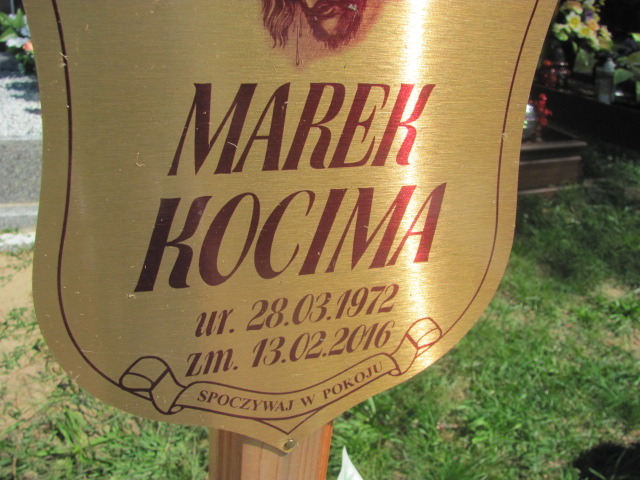 MAREK
KOCIMA
ur. 28.03.1972
zm. 13.02.2016
SPOCZYWAJ W POKOJU